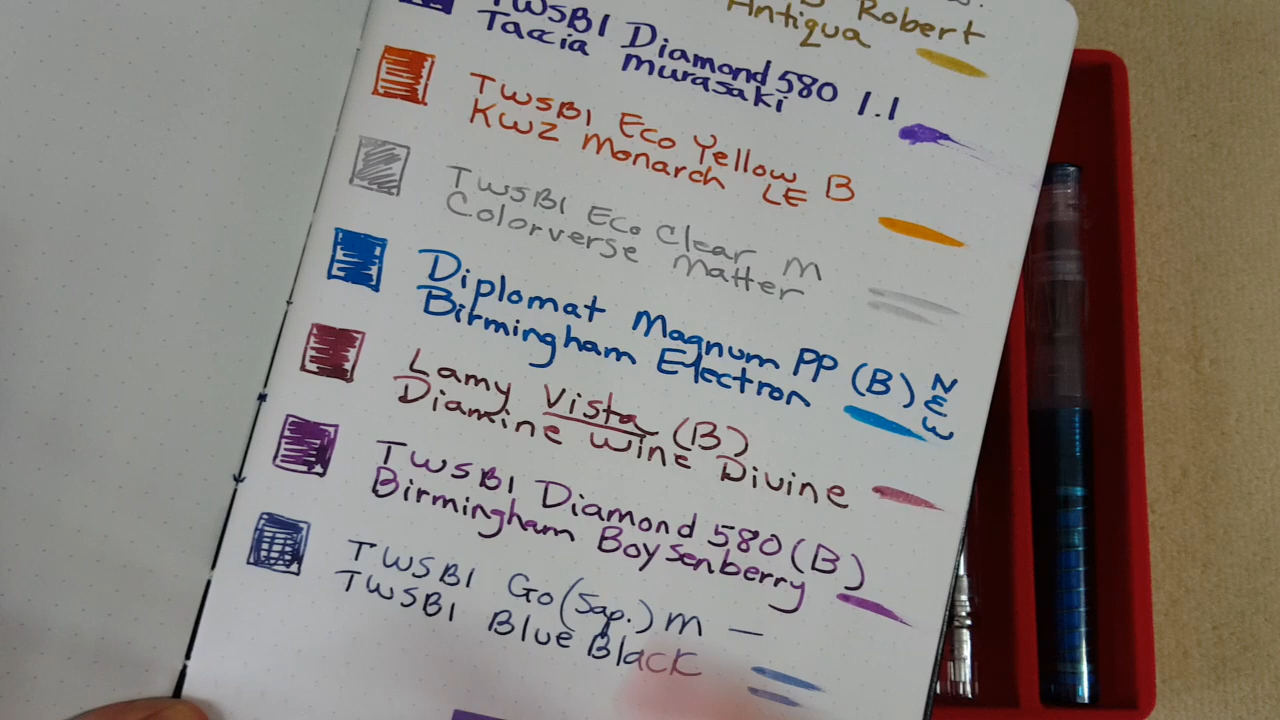 Robert
Antiqua
TWSBI Diamond 580 1.1
Taccia murasaki
TWSBI Eco Yellow B
KWZ Monarch LE
TWSBI Eco Clear M
Colorverse Matter
Diplomat Magnum PP (B) NEW
Birmingham Electron
Lamy Vista (B)
Diamine Wine Divine
TWSBI Diamond 580 (B)
Birmingham Boysenberry
TWSBI Go (Sap.) M —
TWSBI Blue Black